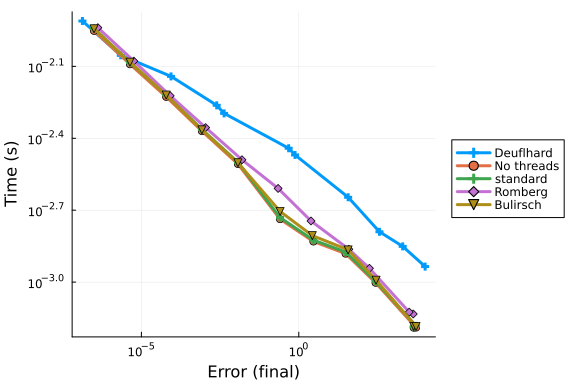 10^-2.1
10^-2.4
10^-2.7
10^-3.0
Time (s)
10^-5
10^0
Error (final)
Deuflhard
No threads
standard
Romberg
Bulirsch